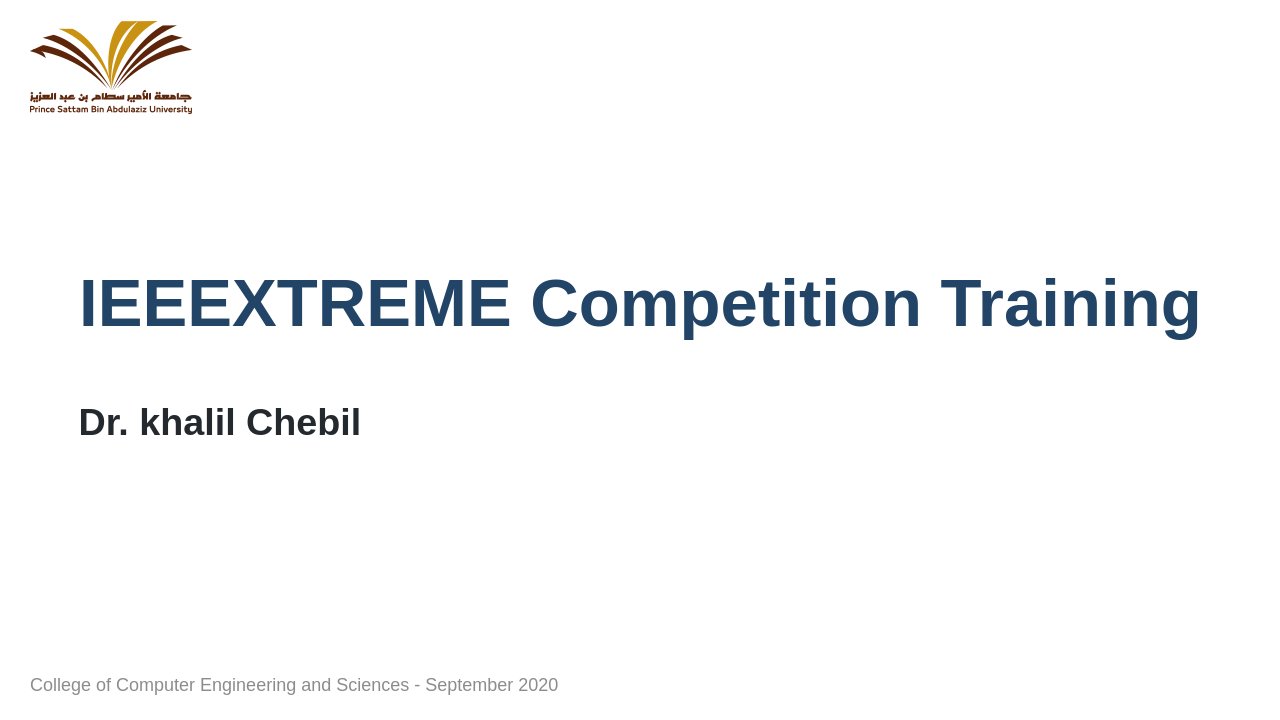 جامعة الأمير سطام بن عبد العزيز
Prince Sattam Bin Abdulaziz University
IEEEXTREME Competition Training
Dr. khalil Chebil
College of Computer Engineering and Sciences - September 2020